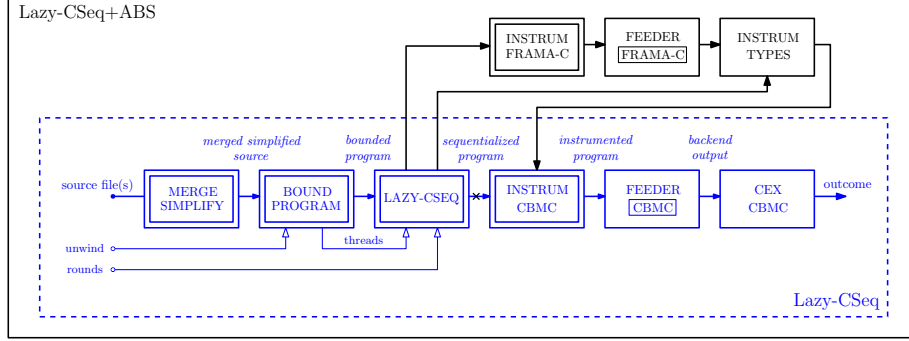 Lazy-CSeq+ABS
INSTRUM
FRAMA-C
FEEDER
FRAMA-C
INSTRUM
TYPES
merged simplified
source
bounded
program
sequentialized
program
instrumented
program
backend
output
source file(s)
MERGE
SIMPLIFY
BOUND
PROGRAM
LAZY-CSEQ
INSTRUM
CBMC
FEEDER
CBMC
CEX
CBMC
outcome
unwind
threads
rounds
Lazy-CSeq